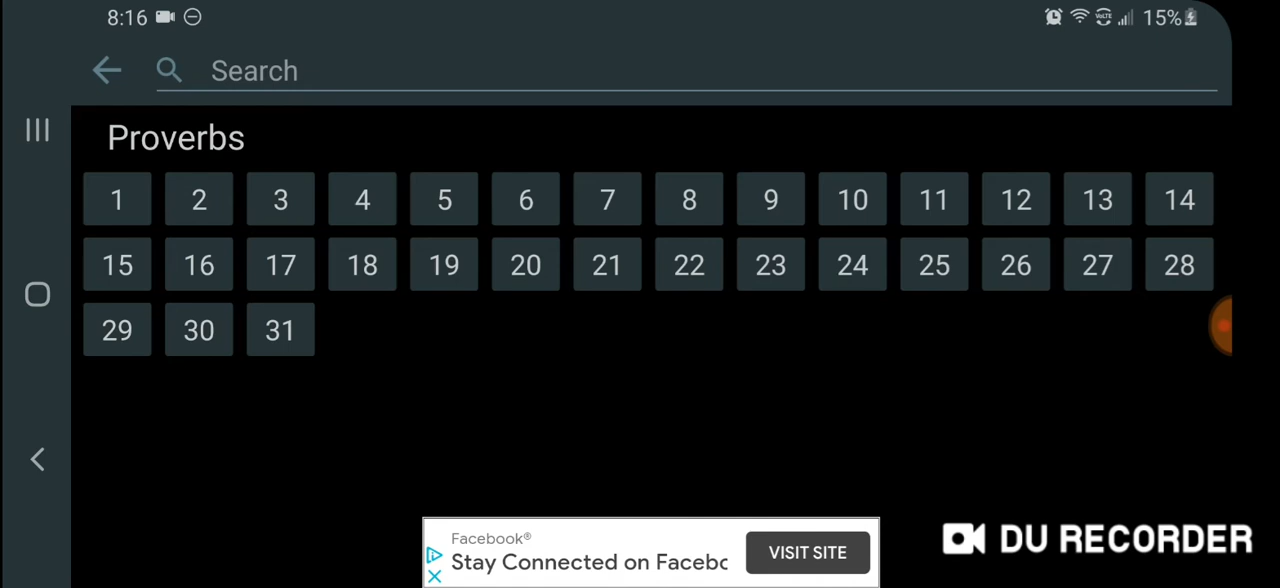 8:16 VoLTE 15%
Search
Proverbs
1 2 3 4 5 6 7 8 9 10 11 12 13 14
15 16 17 18 19 20 21 22 23 24 25 26 27 28
29 30 31
Facebook®
Stay Connected on Facebo
VISIT SITE
DU RECORDER